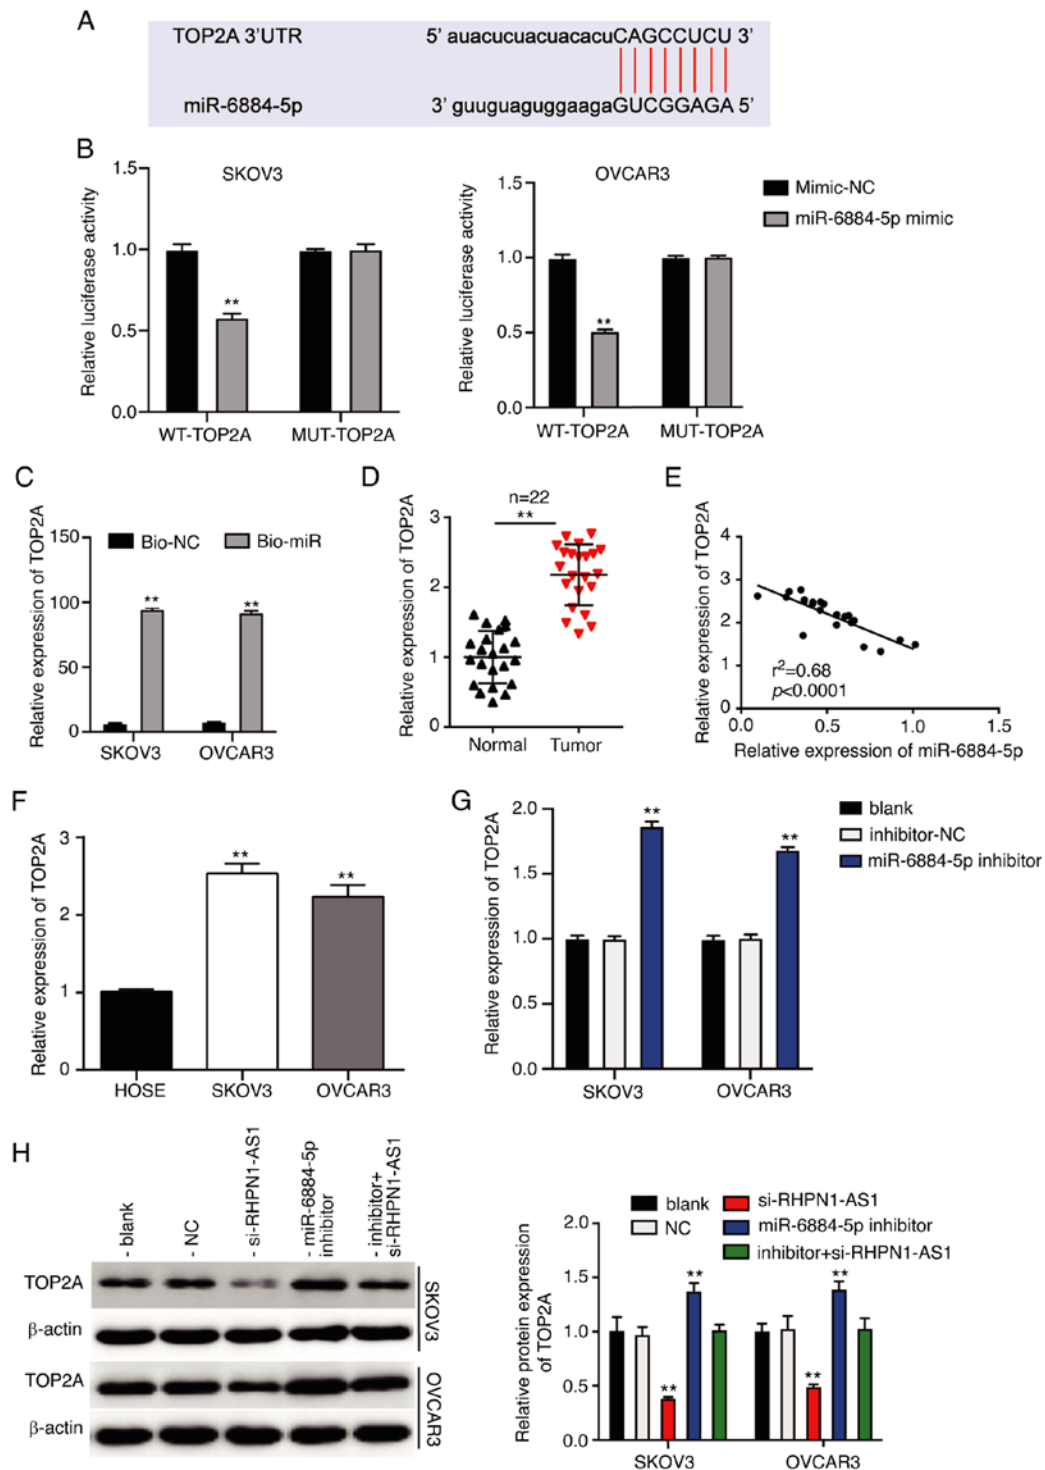 A
TOP2A 3'UTR 5' auacucuacuacacuCAGCCUCU 3'
miR-6884-5p 3' guuguaguggaagaGUCGGAGA 5'
B
SKOV3
Relative luciferase activity
1.5
1.0
0.5
0.0
**
WT-TOP2A MUT-TOP2A
OVCAR3
Relative luciferase activity
1.5
1.0
0.5
0.0
**
WT-TOP2A MUT-TOP2A
Mimic-NC
miR-6884-5p mimic
C
Relative expression of TOP2A
150
100
50
0
Bio-NC Bio-miR
** **
SKOV3 OVCAR3
D
Relative expression of TOP2A
3
2
1
0
n=22
**
Normal Tumor
E
Relative expression of TOP2A
4
3
2
1
0
r²=0.68
p<0.0001
0.0 0.5 1.0 1.5
Relative expression of miR-6884-5p
F
Relative expression of TOP2A
3
2
1
0
** **
HOSE SKOV3 OVCAR3
G
Relative expression of TOP2A
2.0
1.5
1.0
0.5
0.0
** **
SKOV3 OVCAR3
blank
inhibitor-NC
miR-6884-5p inhibitor
H
- blank
- NC
- si-RHPN1-AS1
- miR-6884-5p
inhibitor
- inhibitor+
si-RHPN1-AS1
TOP2A
β-actin
SKOV3
TOP2A
β-actin
OVCAR3
blank
NC
si-RHPN1-AS1
miR-6884-5p inhibitor
inhibitor+si-RHPN1-AS1
Relative protein expression
of TOP2A
2.0
1.5
1.0
0.5
0.0
** **
** **
SKOV3 OVCAR3